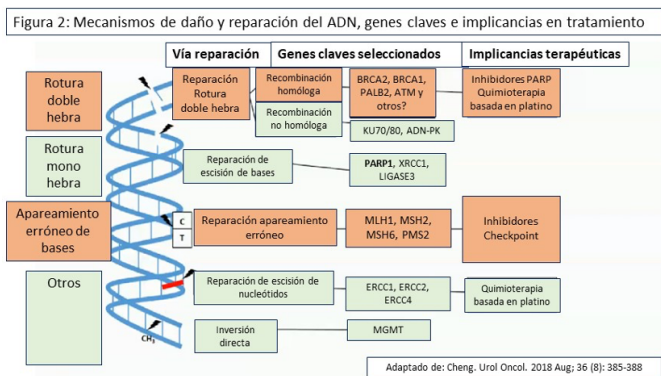 Figura 2: Mecanismos de daño y reparación del ADN, genes claves e implicancias en tratamiento
Vía reparación
Genes claves seleccionados
Implicancias terapéuticas
Rotura
doble
hebra
Reparación
Rotura
doble hebra
Recombinación
homóloga
BRCA2, BRCA1,
PALB2, ATM y
otros?
Inhibidores PARP
Quimioterapia
basada en platino
Recombinación
no homóloga
KU70/80, ADN-PK
Rotura
mono
hebra
Reparación de
escisión de bases
PARP1, XRCC1,
LIGASE3
Apareamiento
erróneo de
bases
C
T
Reparación apareamiento
erróneo
MLH1, MSH2,
MSH6, PMS2
Inhibidores
Checkpoint
Otros
Reparación de escisión de
nucleótidos
ERCC1, ERCC2,
ERCC4
Quimioterapia
basada en platino
CH3
Inversión
directa
MGMT
Adaptado de: Cheng. Urol Oncol. 2018 Aug; 36 (8): 385-388